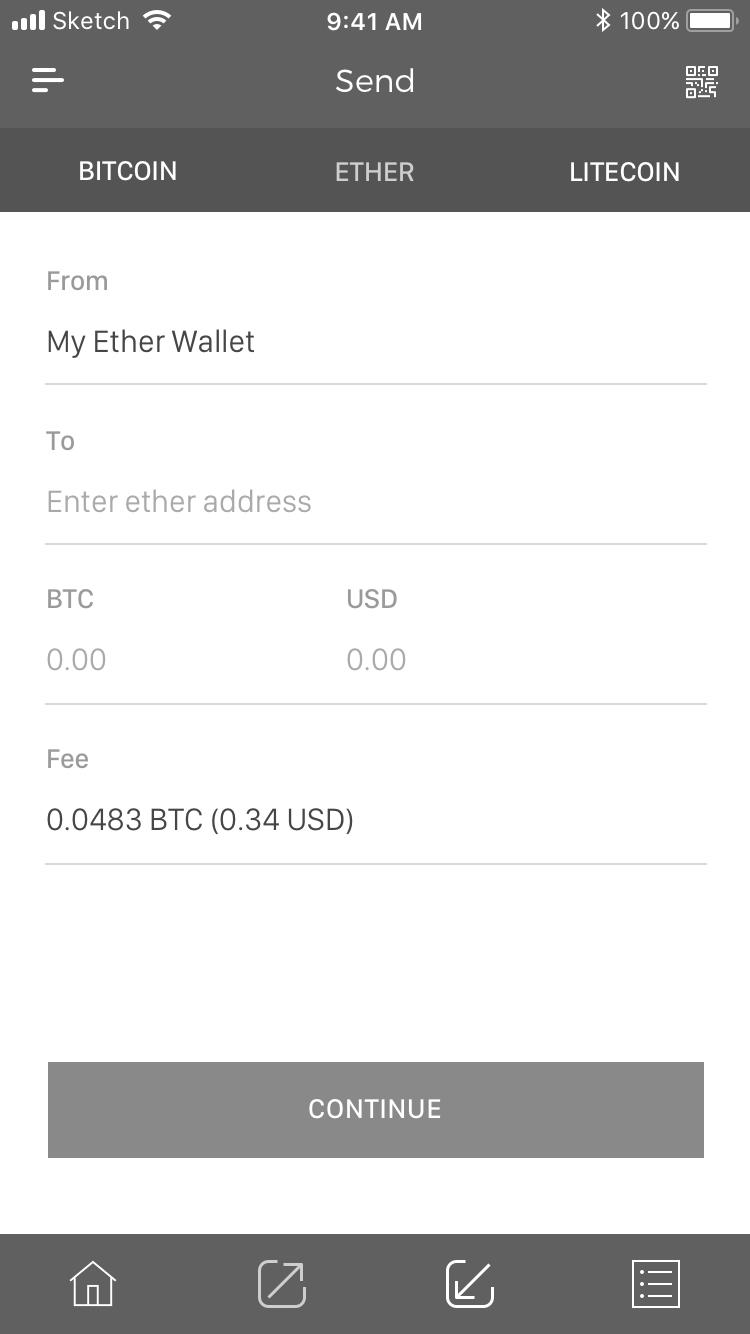 Sketch 9:41 AM 100%
Send
BITCOIN ETHER LITECOIN
From
My Ether Wallet
To
Enter ether address
BTC USD
0.00 0.00
Fee
0.0483 BTC (0.34 USD)
CONTINUE